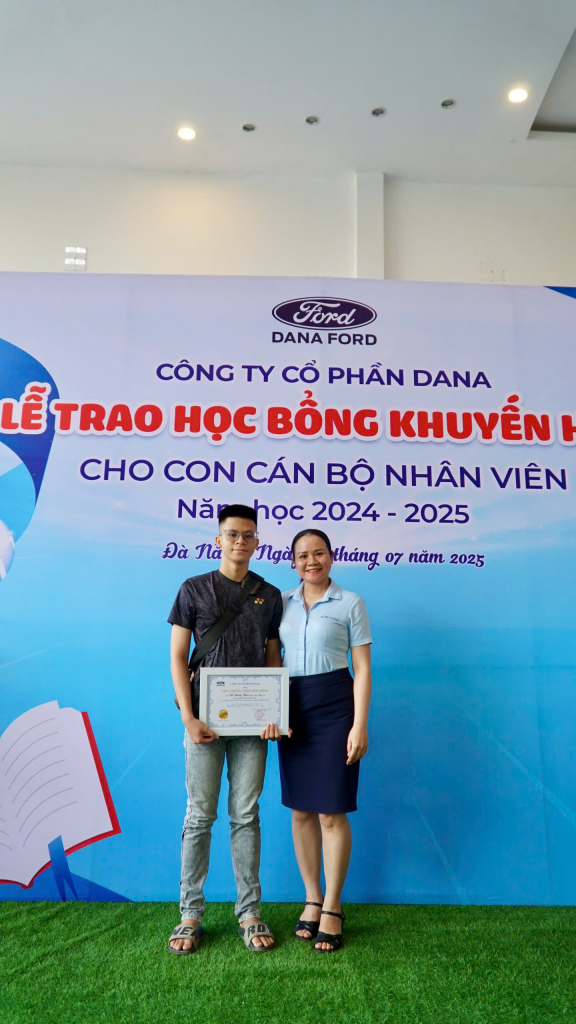 Ford
DANA FORD
CÔNG TY CỔ PHẦN DANA
LỄ TRAO HỌC BỔNG KHUYẾN H
CHO CON CÁN BỘ NHÂN VIÊN
Năm học 2024 - 2025
Đà Nẵ Ngày tháng 07 năm 2025